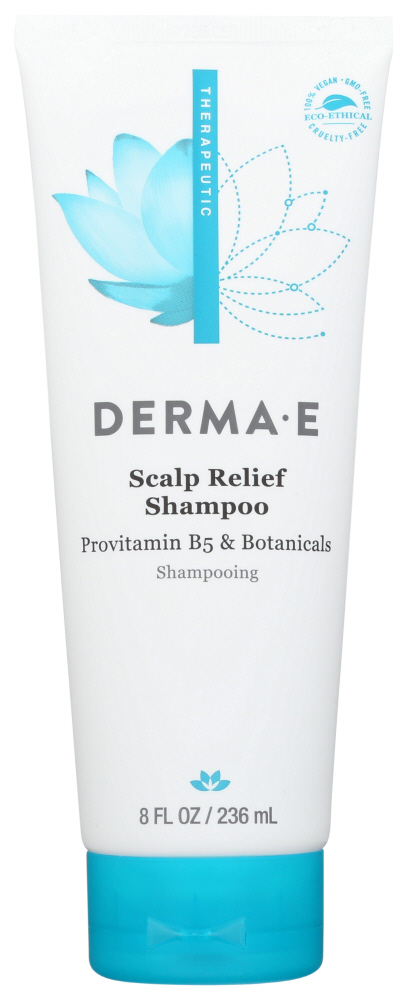 THERAPEUTIC
100% VEGAN • GMO-FREE
ECO-ETHICAL
CRUELTY-FREE
DERMA·E
Scalp Relief
Shampoo
Provitamin B5 & Botanicals
Shampooing
8 FL OZ / 236 mL